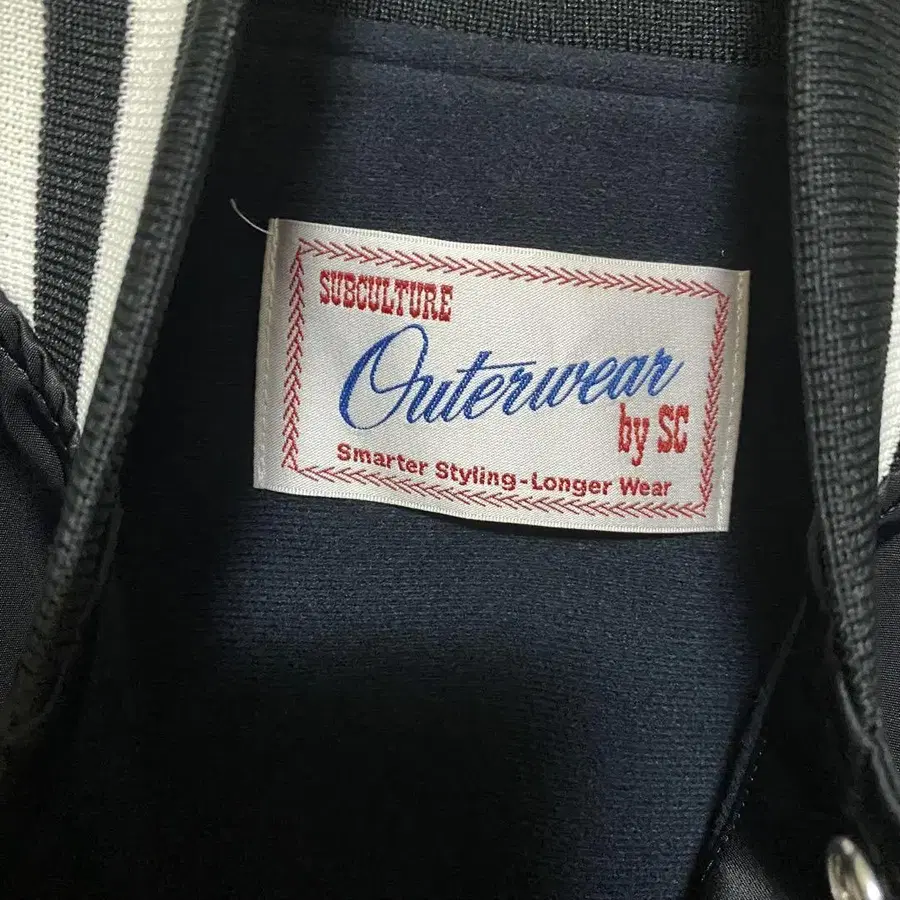 SUBCULTURE
Outerwear
by SC
Smarter Styling-Longer Wear